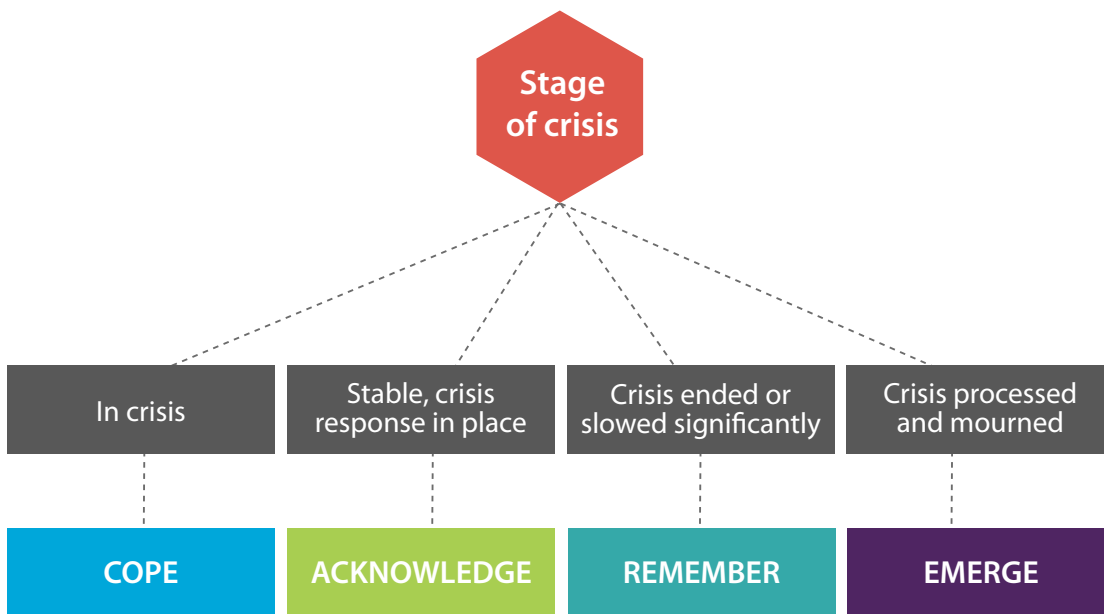 Stage
of crisis
In crisis
Stable, crisis
response in place
Crisis ended or
slowed significantly
Crisis processed
and mourned
COPE
ACKNOWLEDGE
REMEMBER
EMERGE